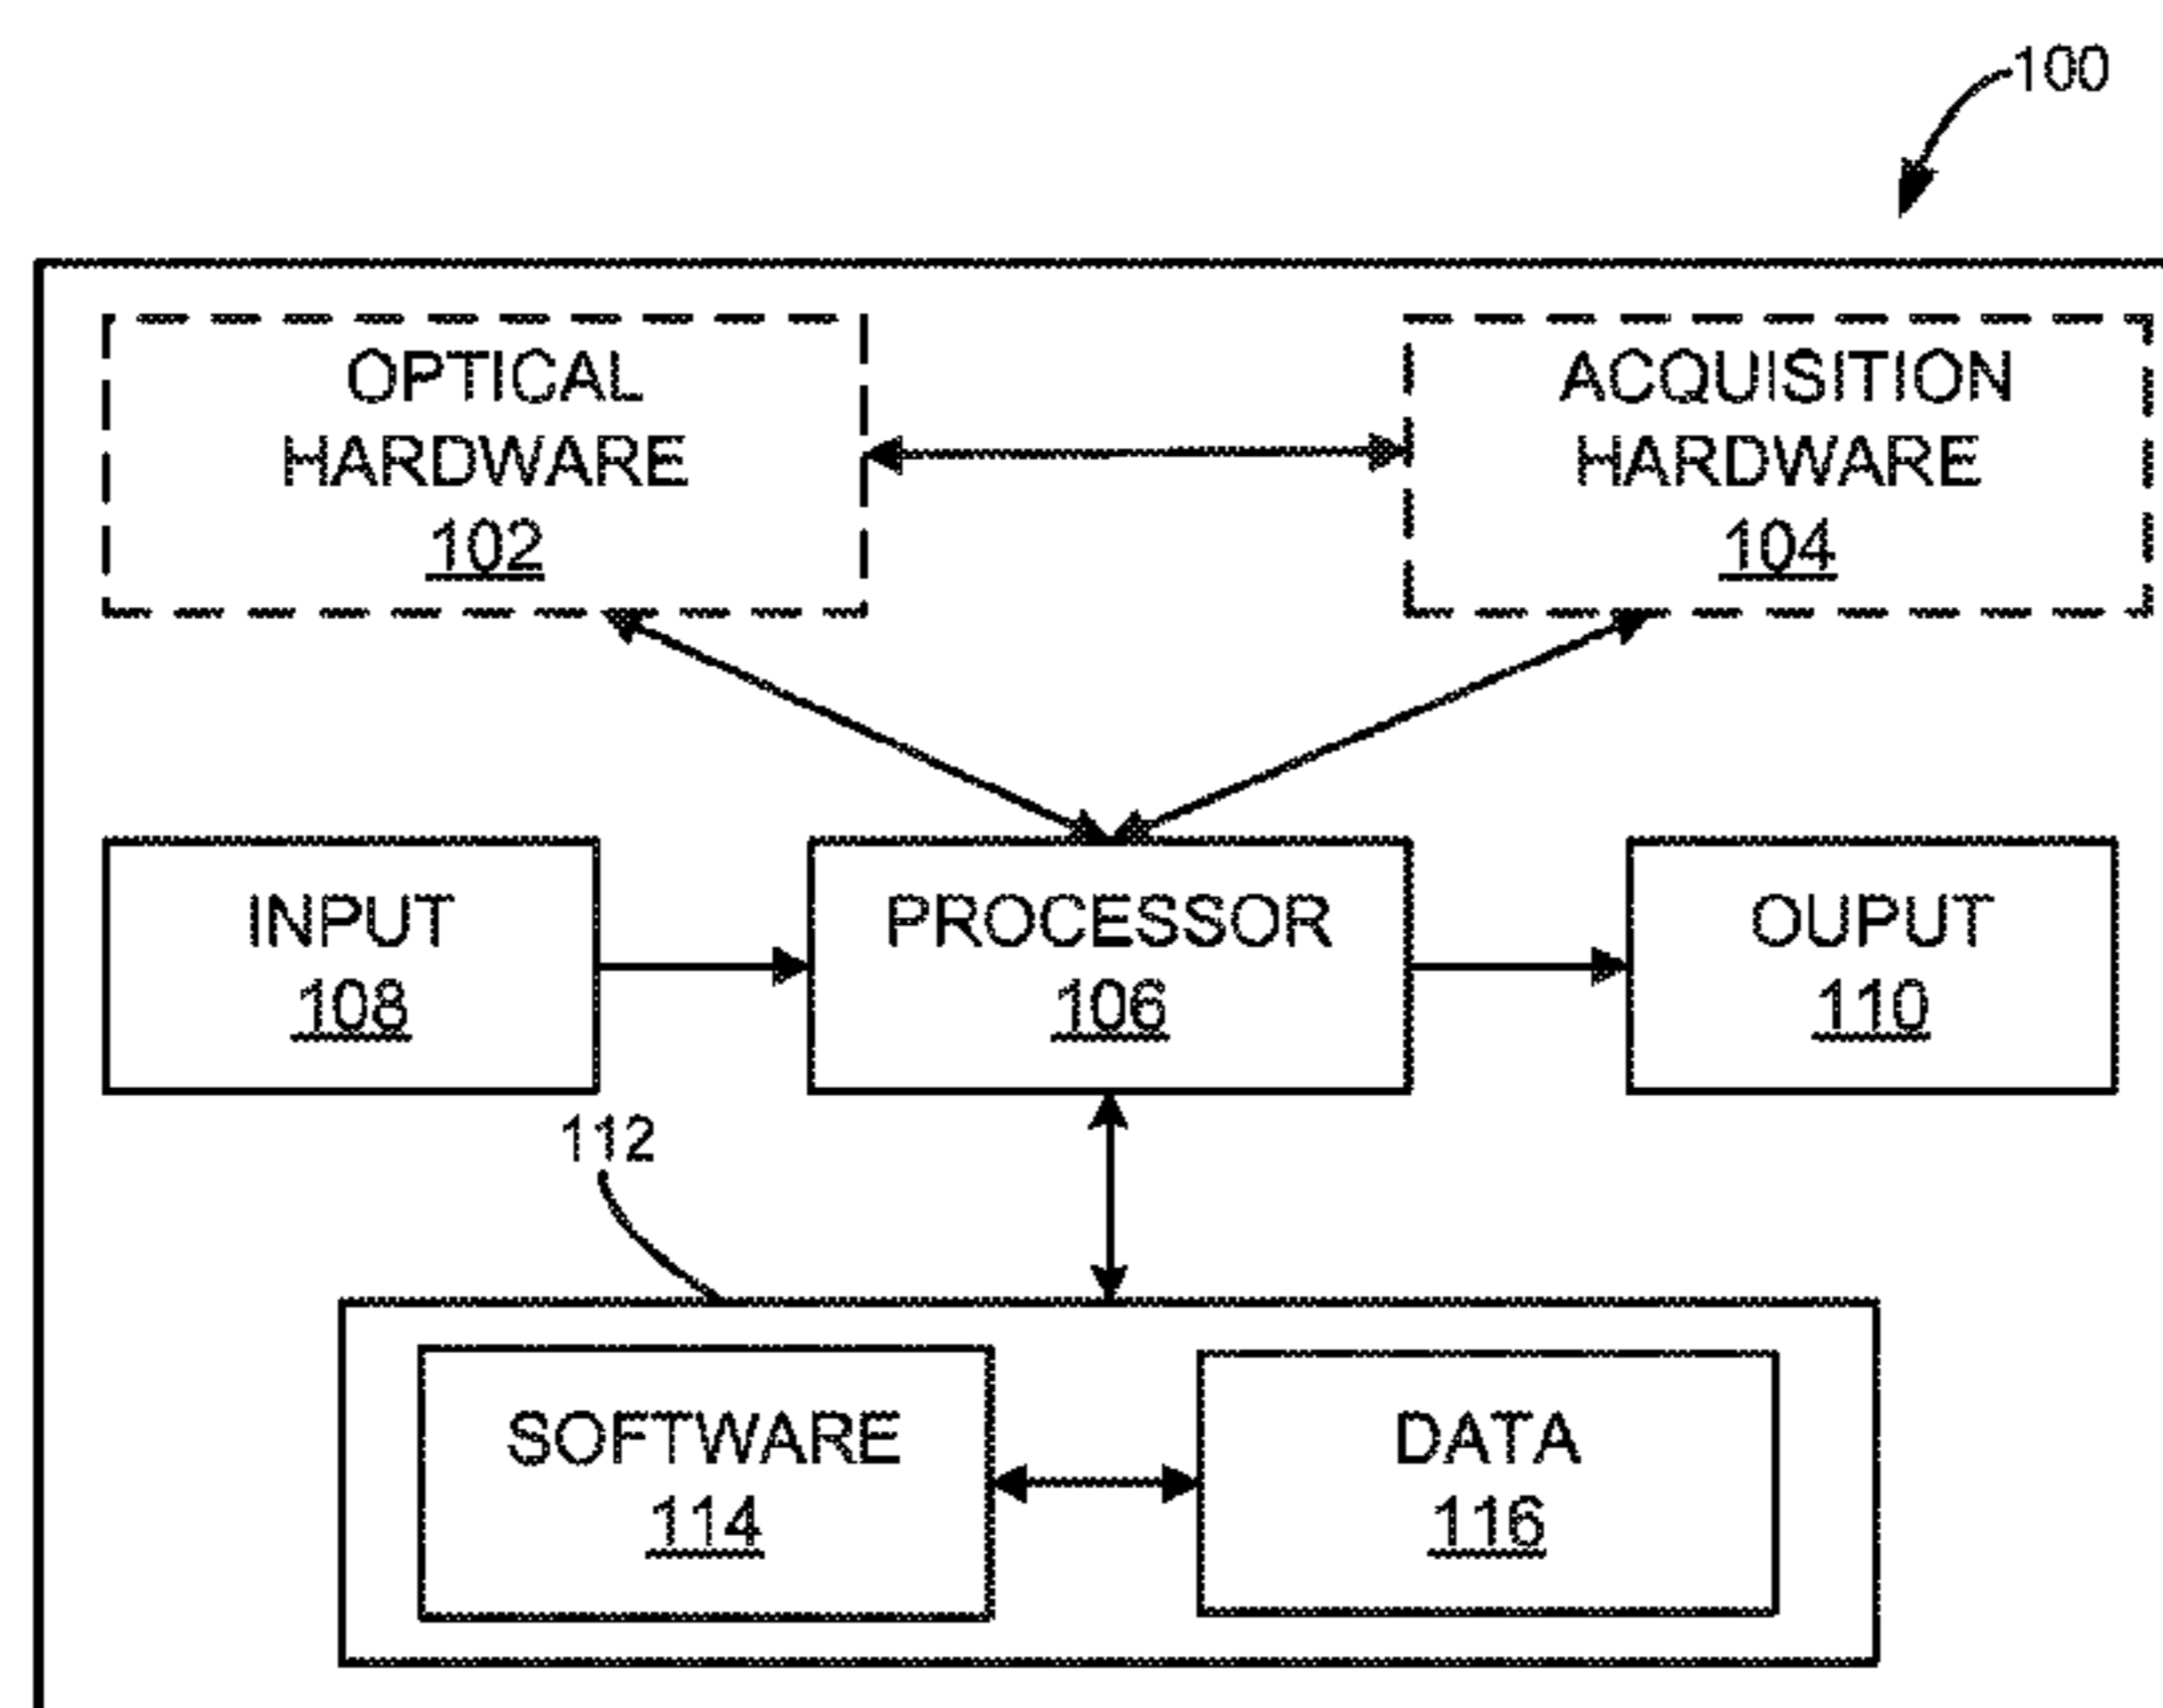 100
OPTICAL
HARDWARE
102
ACQUISITION
HARDWARE
104
INPUT
108
PROCESSOR
106
OUPUT
110
112
SOFTWARE
114
DATA
116